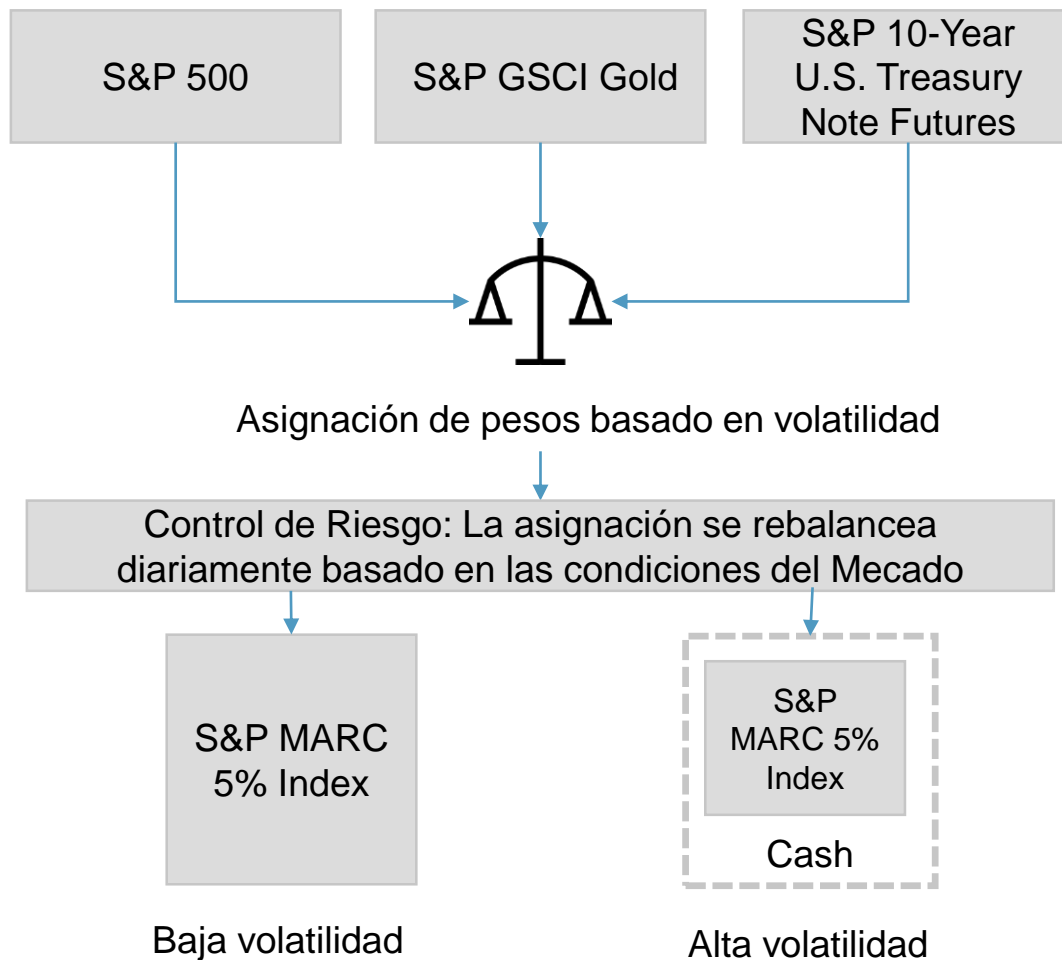 S&P 500
S&P GSCI Gold
S&P 10-Year
U.S. Treasury
Note Futures
Asignación de pesos basado en volatilidad
Control de Riesgo: La asignación se rebalancea
diariamente basado en las condiciones del Mecado
S&P MARC
5% Index
S&P
MARC 5%
Index
Cash
Baja volatilidad
Alta volatilidad